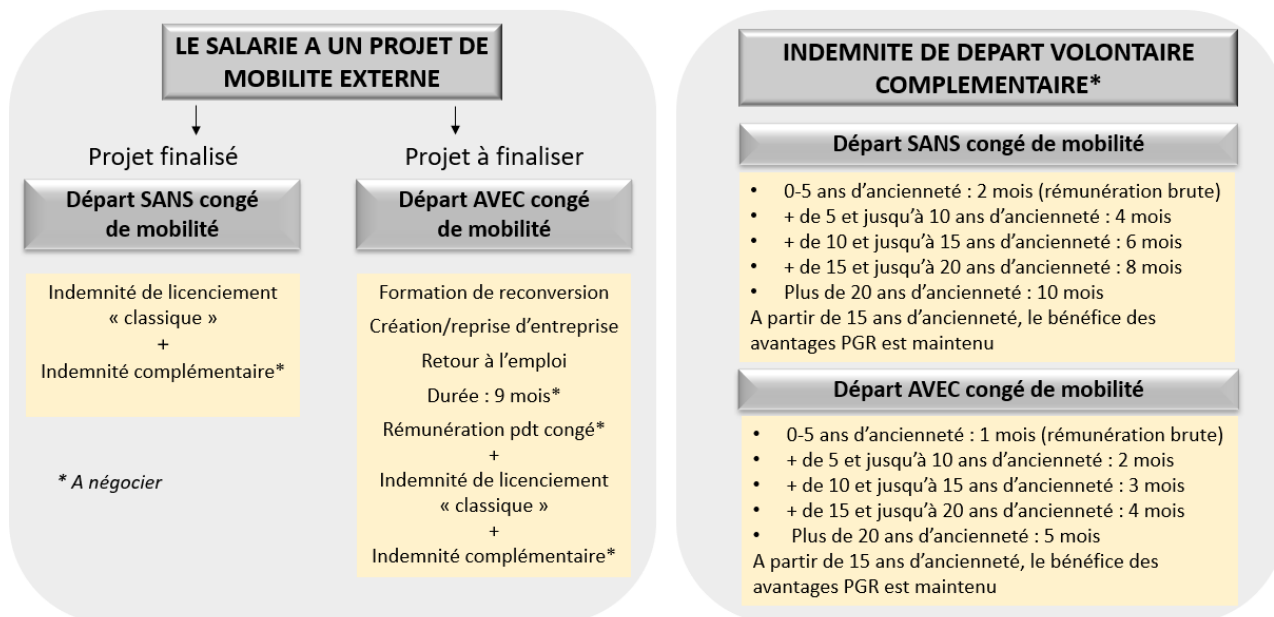 LE SALARIE A UN PROJET DE
MOBILITE EXTERNE
Projet finalisé
Départ SANS congé
de mobilité
Indemnité de licenciement
« classique »
+
Indemnité complémentaire*
* A négocier
Projet à finaliser
Départ AVEC congé
de mobilité
Formation de reconversion
Création/reprise d'entreprise
Retour à l'emploi
Durée : 9 mois*
Rémunération pdt congé*
+
Indemnité de licenciement
« classique »
+
Indemnité complémentaire*
INDEMNITE DE DEPART VOLONTAIRE
COMPLEMENTAIRE*
Départ SANS congé de mobilité
• 0-5 ans d'ancienneté : 2 mois (rémunération brute)
• + de 5 et jusqu'à 10 ans d'ancienneté : 4 mois
• + de 10 et jusqu'à 15 ans d'ancienneté : 6 mois
• + de 15 et jusqu'à 20 ans d'ancienneté : 8 mois
• Plus de 20 ans d'ancienneté : 10 mois
A partir de 15 ans d'ancienneté, le bénéfice des
avantages PGR est maintenu
Départ AVEC congé de mobilité
• 0-5 ans d'ancienneté : 1 mois (rémunération brute)
• + de 5 et jusqu'à 10 ans d'ancienneté : 2 mois
• + de 10 et jusqu'à 15 ans d'ancienneté : 3 mois
• + de 15 et jusqu'à 20 ans d'ancienneté : 4 mois
• Plus de 20 ans d'ancienneté : 5 mois
A partir de 15 ans d'ancienneté, le bénéfice des
avantages PGR est maintenu